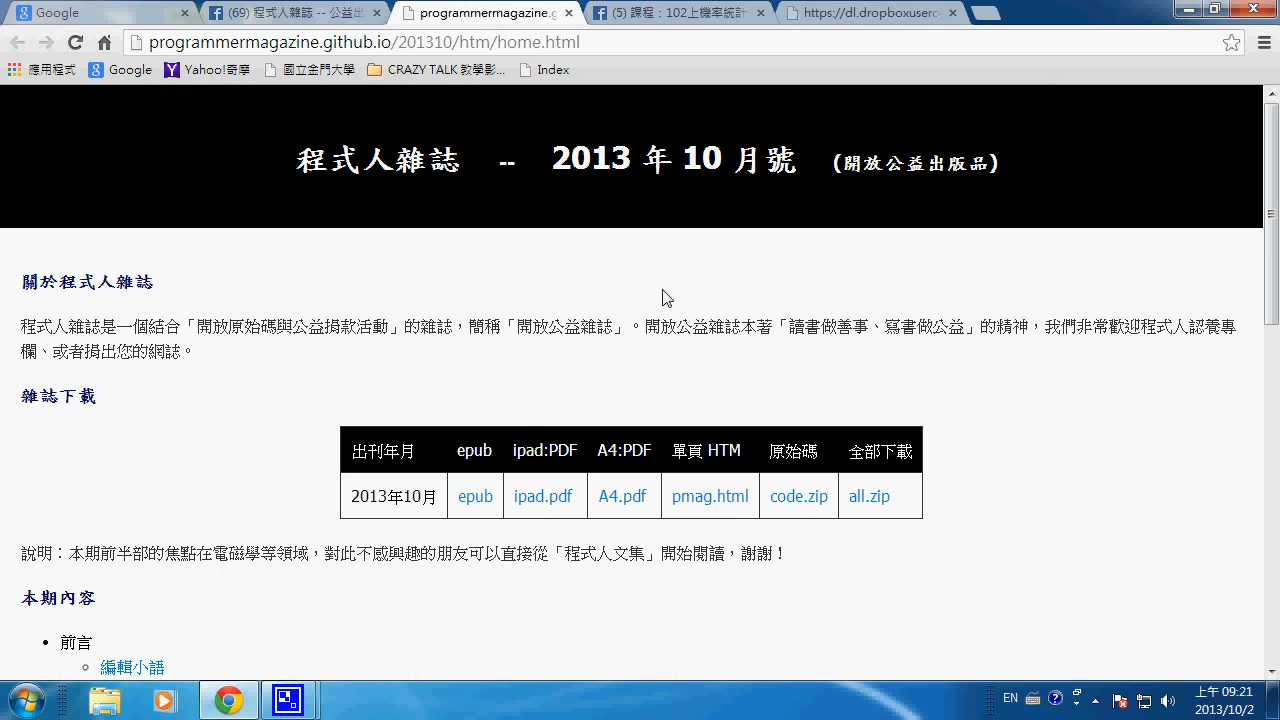 Google
(69) 程式人雜誌 -- 公益出
programmermagazine.g
(5) 課程：102上機率統計
https://dl.dropboxuserc
programmermagazine.github.io/201310/htm/home.html
應用程式 Google Yahoo!奇摩 國立金門大學 CRAZY TALK 教學影... Index
程式人雜誌 -- 2013 年 10 月號 (開放公益出版品)
關於程式人雜誌
程式人雜誌是一個結合「開放原始碼與公益捐款活動」的雜誌，簡稱「開放公益雜誌」。開放公益雜誌本著「讀書做善事、寫書做公益」的精神，我們非常歡迎程式人認養專
欄、或者捐出您的網誌。
雜誌下載
出刊年月 epub ipad:PDF A4:PDF 單頁 HTM 原始碼 全部下載
2013年10月 epub ipad.pdf A4.pdf pmag.html code.zip all.zip
說明：本期前半部的焦點在電磁學等領域，對此不感興趣的朋友可以直接從「程式人文集」開始閱讀，謝謝！
本期內容
前言
編輯小語
EN
上午 09:21
2013/10/2